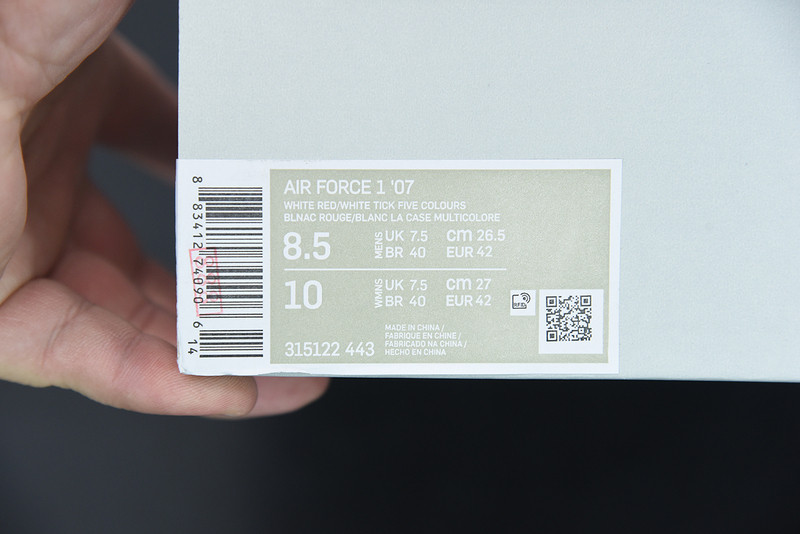 AIR FORCE 1 '07
WHITE RED/WHITE TICK FIVE COLOURS
BLNAC ROUGE/BLANC LA CASE MULTICOLORE
8.5 MENS UK 7.5 cm 26.5
BR 40 EUR 42
10 WMNS UK 7.5 cm 27
BR 40 EUR 42
315122 443
MADE IN CHINA /
FABRIQUE EN CHINE /
FABRICADO NA CHINA /
HECHO EN CHINA
8 83412 74090 6 14